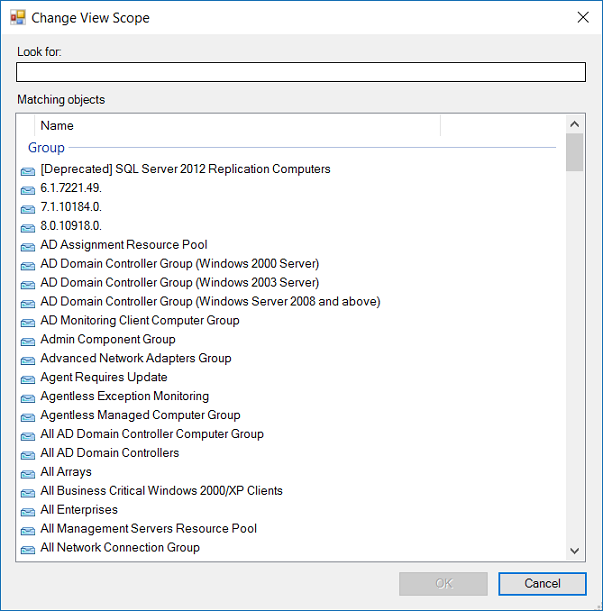 Change View Scope
Look for:
Matching objects
Name
Group
[Deprecated] SQL Server 2012 Replication Computers
6.1.7221.49.
7.1.10184.0.
8.0.10918.0.
AD Assignment Resource Pool
AD Domain Controller Group (Windows 2000 Server)
AD Domain Controller Group (Windows 2003 Server)
AD Domain Controller Group (Windows Server 2008 and above)
AD Monitoring Client Computer Group
Admin Component Group
Advanced Network Adapters Group
Agent Requires Update
Agentless Exception Monitoring
Agentless Managed Computer Group
All AD Domain Controller Computer Group
All AD Domain Controllers
All Arrays
All Business Critical Windows 2000/XP Clients
All Enterprises
All Management Servers Resource Pool
All Network Connection Group
OK
Cancel